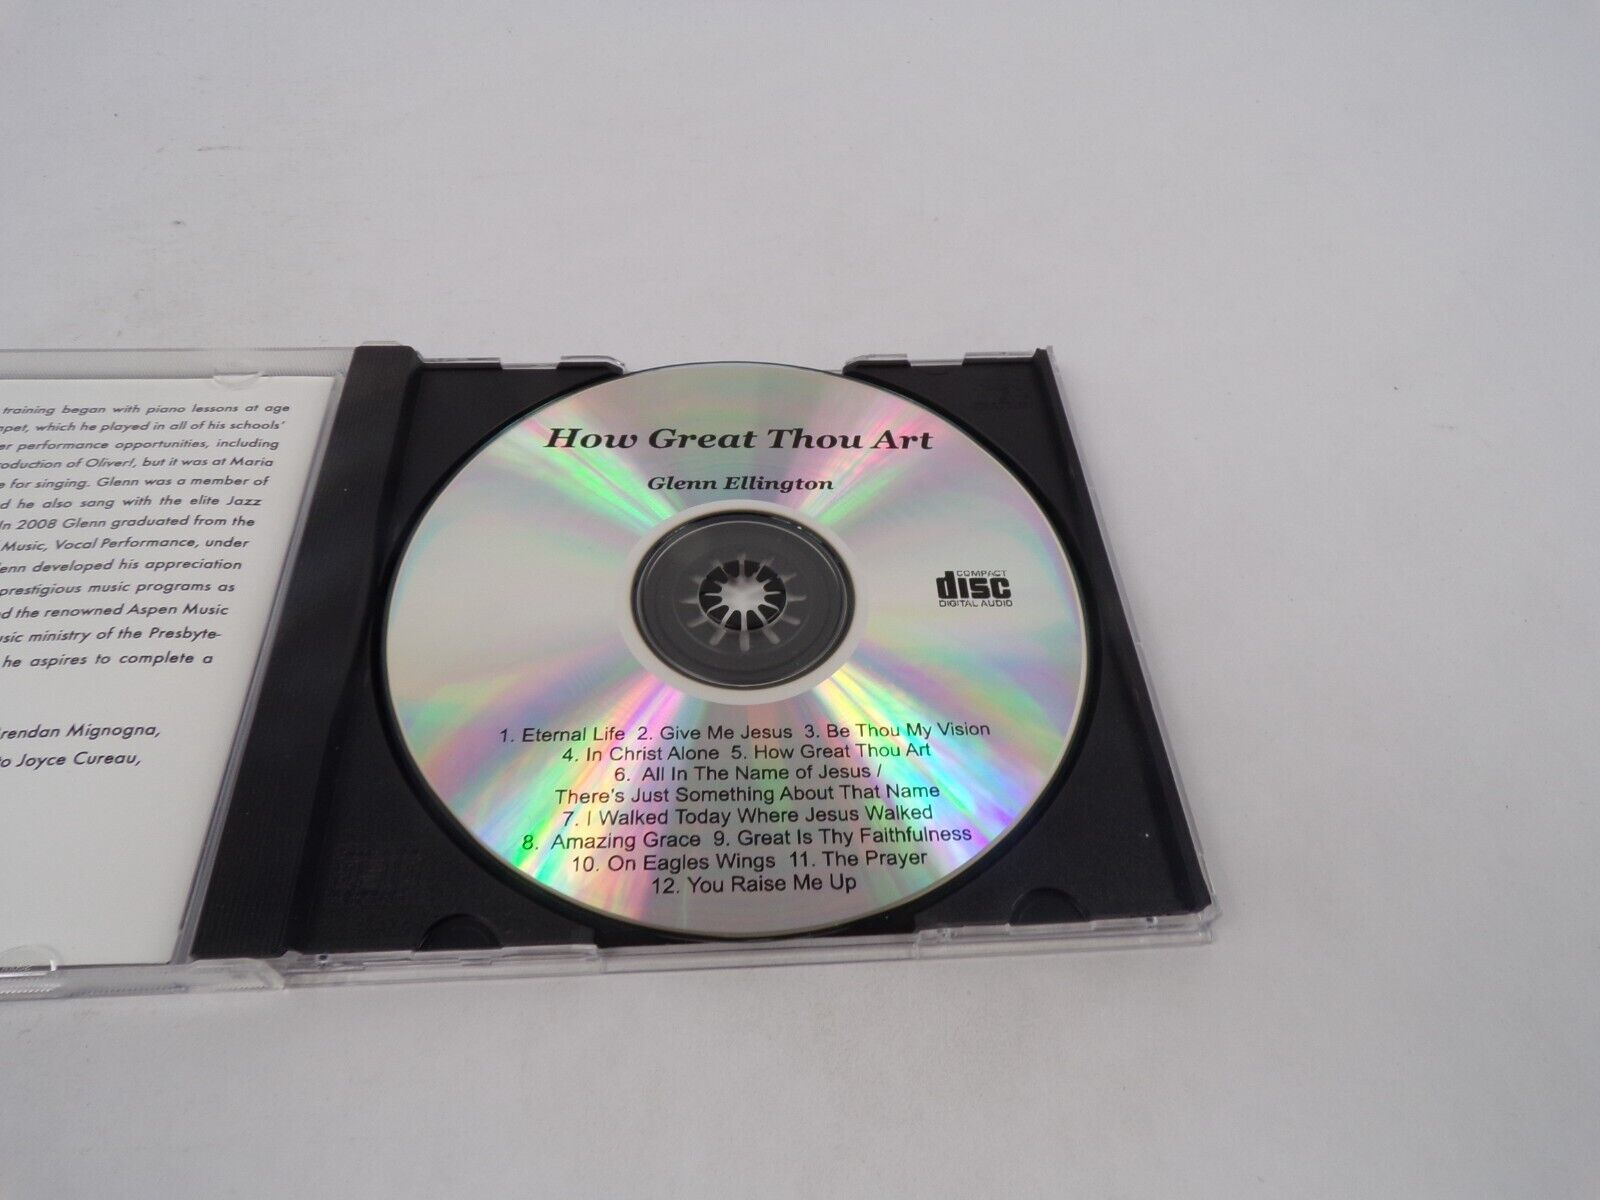 training began with piano lessons at age
which he played in all of his schools'
performance opportunities, including
of Oliver!, but it was at Maria
for singing. Glenn was a member of
he also sang with the elite Jazz
In 2008 Glenn graduated from the
Music, Vocal Performance, under
developed his appreciation
prestigious music programs as
the renowned Aspen Music
ministry of the Presbyte-
he aspires to complete a
Mignogna,
to Joyce Cureau,
How Great Thou Art
Glenn Ellington
COMPACT
disc
DIGITAL AUDIO
1. Eternal Life 2. Give Me Jesus 3. Be Thou My Vision
4. In Christ Alone 5. How Great Thou Art
6. All In The Name of Jesus /
There's Just Something About That Name
7. I Walked Today Where Jesus Walked
8. Amazing Grace 9. Great Is Thy Faithfulness
10. On Eagles Wings 11. The Prayer
12. You Raise Me Up